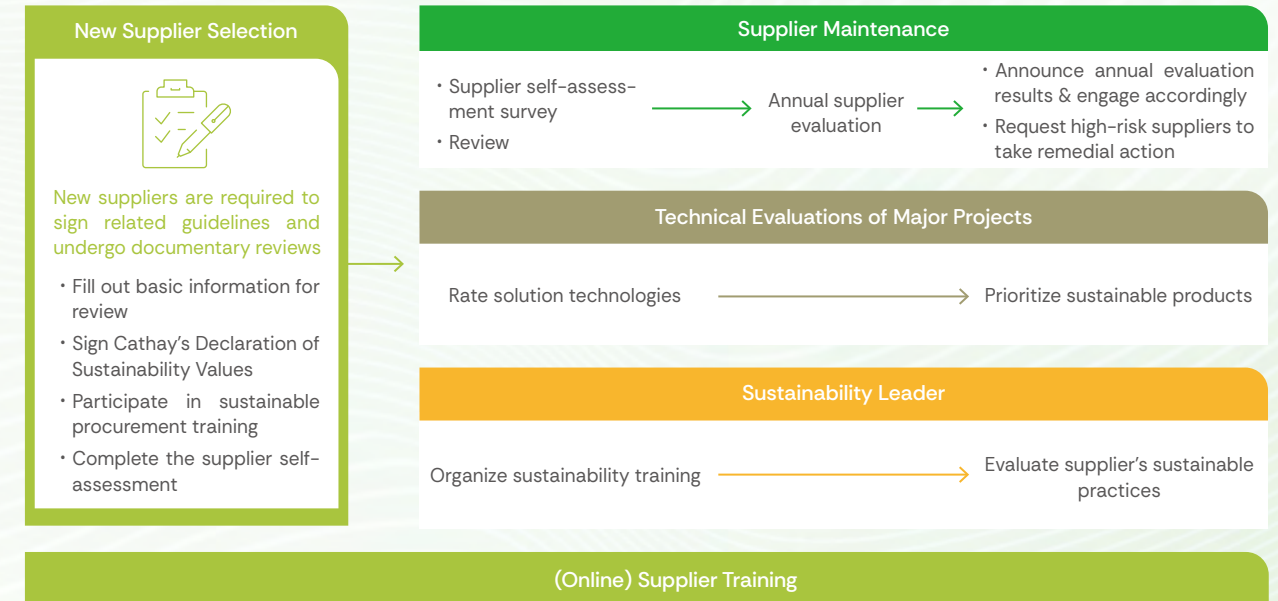 New Supplier Selection
New suppliers are required to
sign related guidelines and
undergo documentary reviews
・Fill out basic information for
review
・Sign Cathay's Declaration of
Sustainability Values
・Participate in sustainable
procurement training
・Complete the supplier self-
assessment
Supplier Maintenance
・Supplier self-assess-
ment survey
・Review
Annual supplier
evaluation
・Announce annual evaluation
results & engage accordingly
・Request high-risk suppliers to
take remedial action
Technical Evaluations of Major Projects
Rate solution technologies
Prioritize sustainable products
Sustainability Leader
Organize sustainability training
Evaluate supplier's sustainable
practices
(Online) Supplier Training